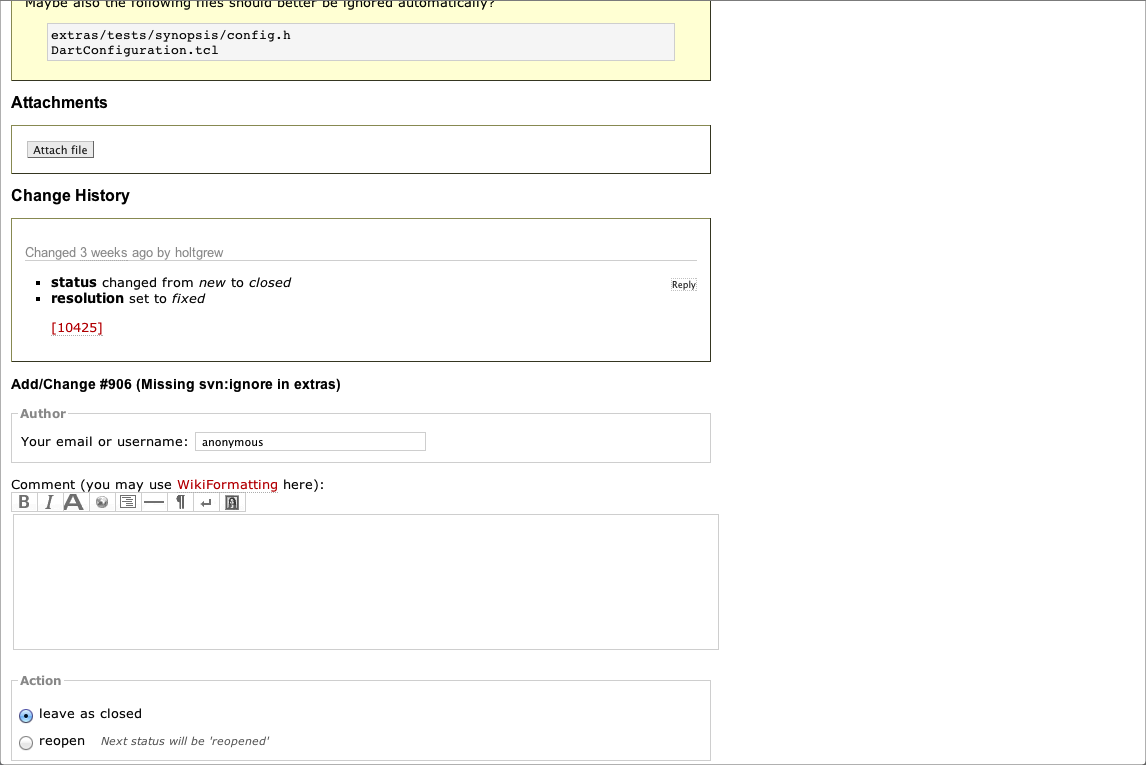 Maybe also the following files should better be ignored automatically?
extras/tests/synopsis/config.h
DartConfiguration.tcl
Attachments
Attach file
Change History
Changed 3 weeks ago by holtgrew
status changed from new to closed
Reply
resolution set to fixed
[10425]
Add/Change #906 (Missing svn:ignore in extras)
Author
Your email or username: anonymous
Comment (you may use WikiFormatting here):
B I A ¶
Action
leave as closed
reopen Next status will be 'reopened'